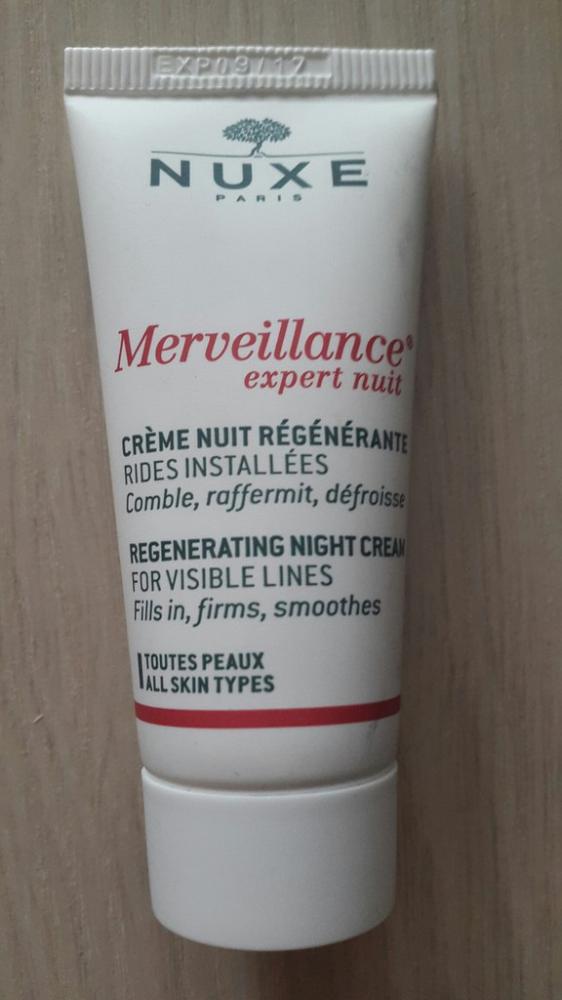 EXP09/17
NUXE
PARIS
Merveillance®
expert nuit
CRÈME NUIT RÉGÉNÉRANTE
RIDES INSTALLÉES
Comble, raffermit, défroisse
REGENERATING NIGHT CREAM
FOR VISIBLE LINES
Fills in, firms, smoothes
TOUTES PEAUX
ALL SKIN TYPES